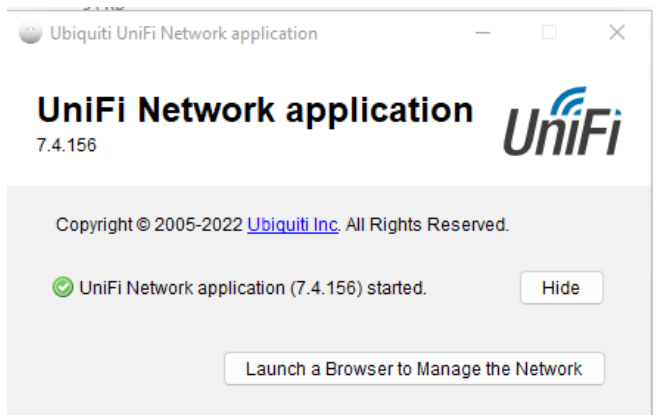 Ubiquiti UniFi Network application
UniFi Network application
7.4.156
UniFi
Copyright © 2005-2022 Ubiquiti Inc. All Rights Reserved.
UniFi Network application (7.4.156) started.
Hide
Launch a Browser to Manage the Network